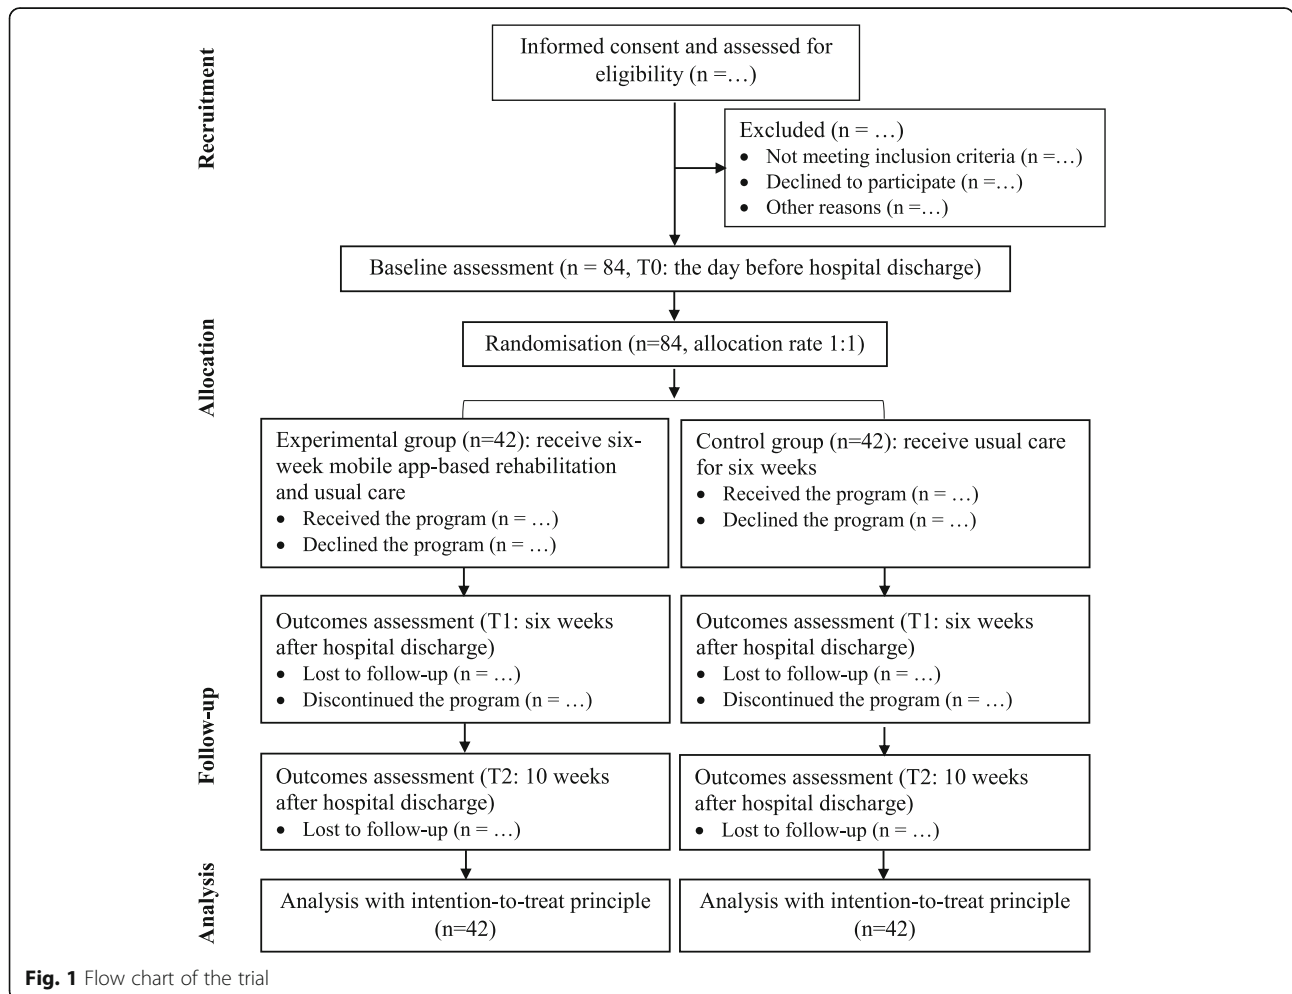 Recruitment
Informed consent and assessed for
eligibility (n =…)
Excluded (n = …)
• Not meeting inclusion criteria (n =…)
• Declined to participate (n =…)
• Other reasons (n =…)
Baseline assessment (n = 84, T0: the day before hospital discharge)
Allocation
Randomisation (n=84, allocation rate 1:1)
Experimental group (n=42): receive six-
week mobile app-based rehabilitation
and usual care
• Received the program (n = …)
• Declined the program (n = …)
Control group (n=42): receive usual care
for six weeks
• Received the program (n = …)
• Declined the program (n = …)
Follow-up
Outcomes assessment (T1: six weeks
after hospital discharge)
• Lost to follow-up (n = …)
• Discontinued the program (n = …)
Outcomes assessment (T1: six weeks
after hospital discharge)
• Lost to follow-up (n = …)
• Discontinued the program (n = …)
Outcomes assessment (T2: 10 weeks
after hospital discharge)
• Lost to follow-up (n = …)
Outcomes assessment (T2: 10 weeks
after hospital discharge)
• Lost to follow-up (n = …)
Analysis
Analysis with intention-to-treat principle
(n=42)
Analysis with intention-to-treat principle
(n=42)
Fig. 1 Flow chart of the trial